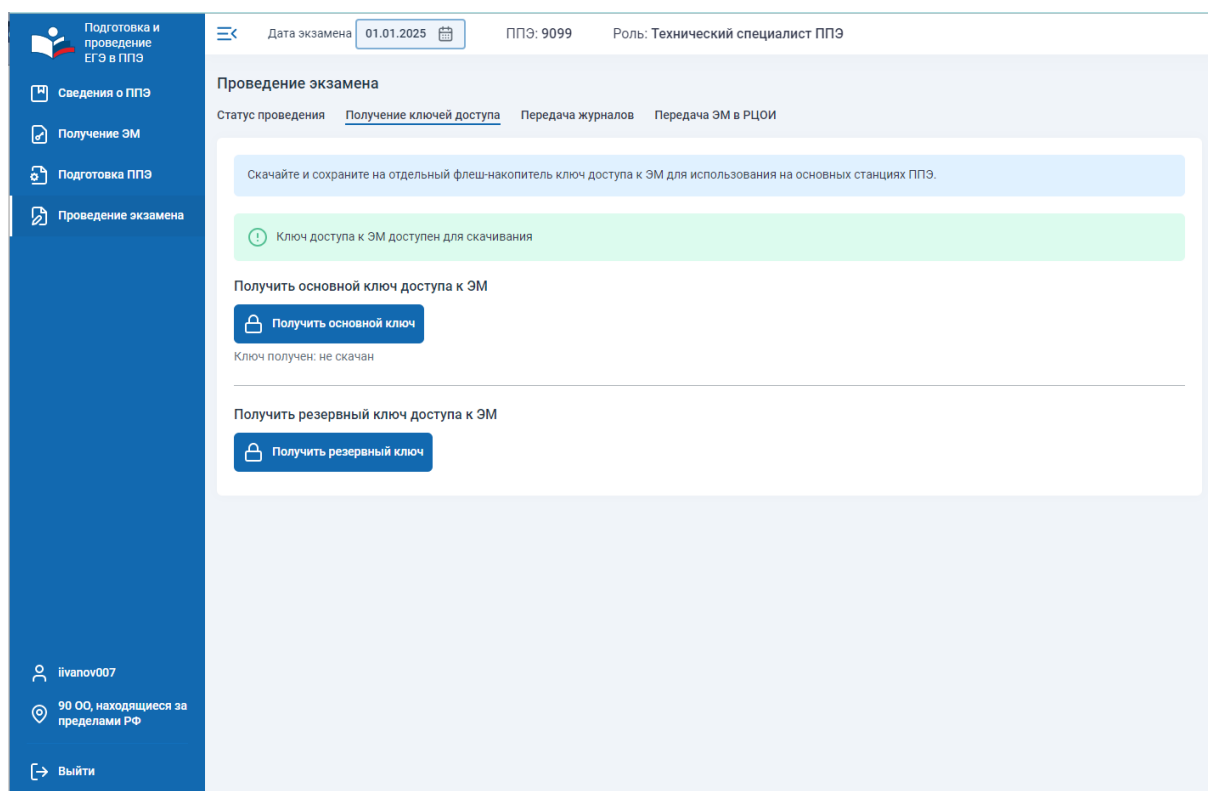 Подготовка и
проведение
ЕГЭ в ППЭ
Сведения о ППЭ
Получение ЭМ
Подготовка ППЭ
Проведение экзамена
iivanov007
90 ОО, находящиеся за
пределами РФ
Выйти
Дата экзамена 01.01.2025 ППЭ: 9099 Роль: Технический специалист ППЭ
Проведение экзамена
Статус проведения Получение ключей доступа Передача журналов Передача ЭМ в РЦОИ
Скачайте и сохраните на отдельный флеш-накопитель ключ доступа к ЭМ для использования на основных станциях ППЭ.
Ключ доступа к ЭМ доступен для скачивания
Получить основной ключ доступа к ЭМ
Получить основной ключ
Ключ получен: не скачан
Получить резервный ключ доступа к ЭМ
Получить резервный ключ